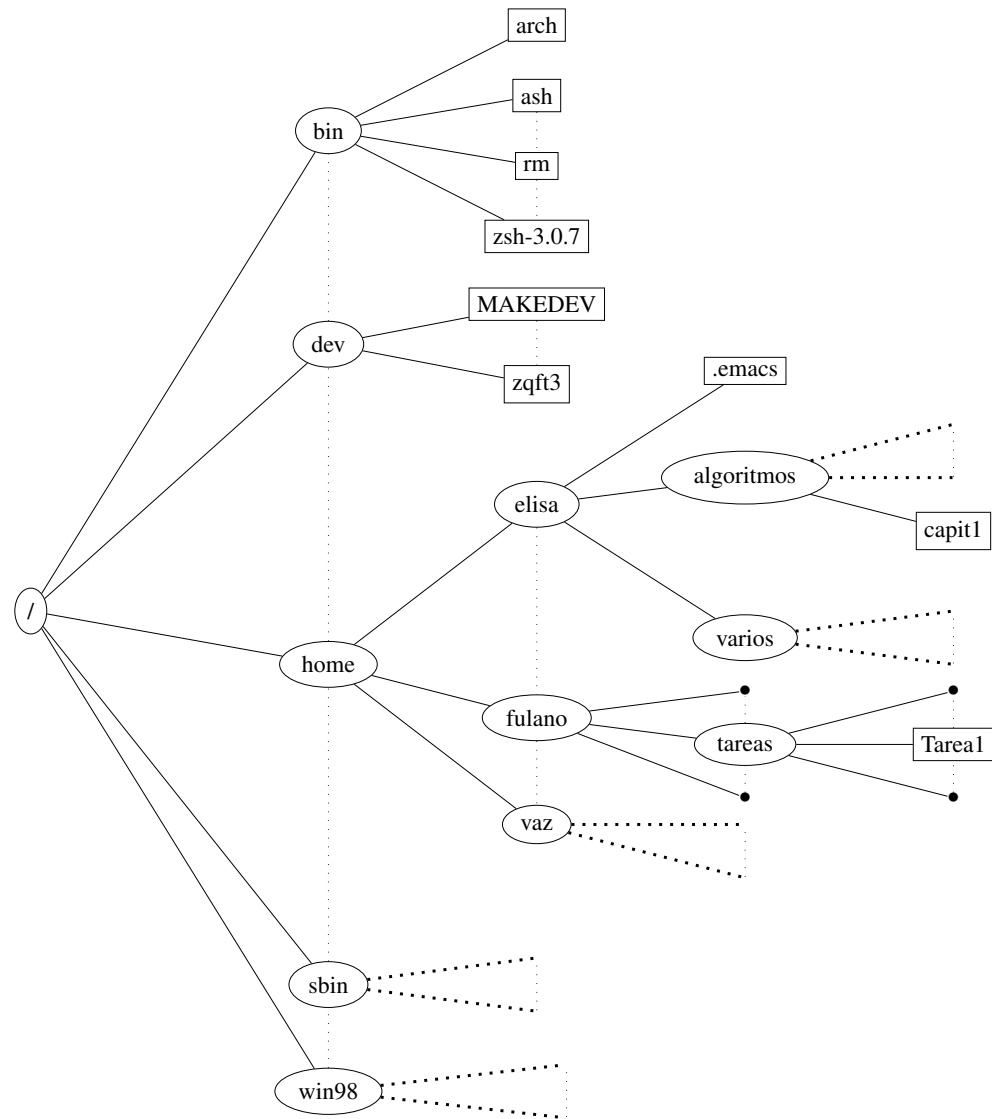 arch
ash
bin
rm
zsh-3.0.7
MAKEDEV
dev
zqft3
.emacs
algoritmos
elisa
capit1
/
varios
home
fulano
tareas
Tarea1
vaz
sbin
win98